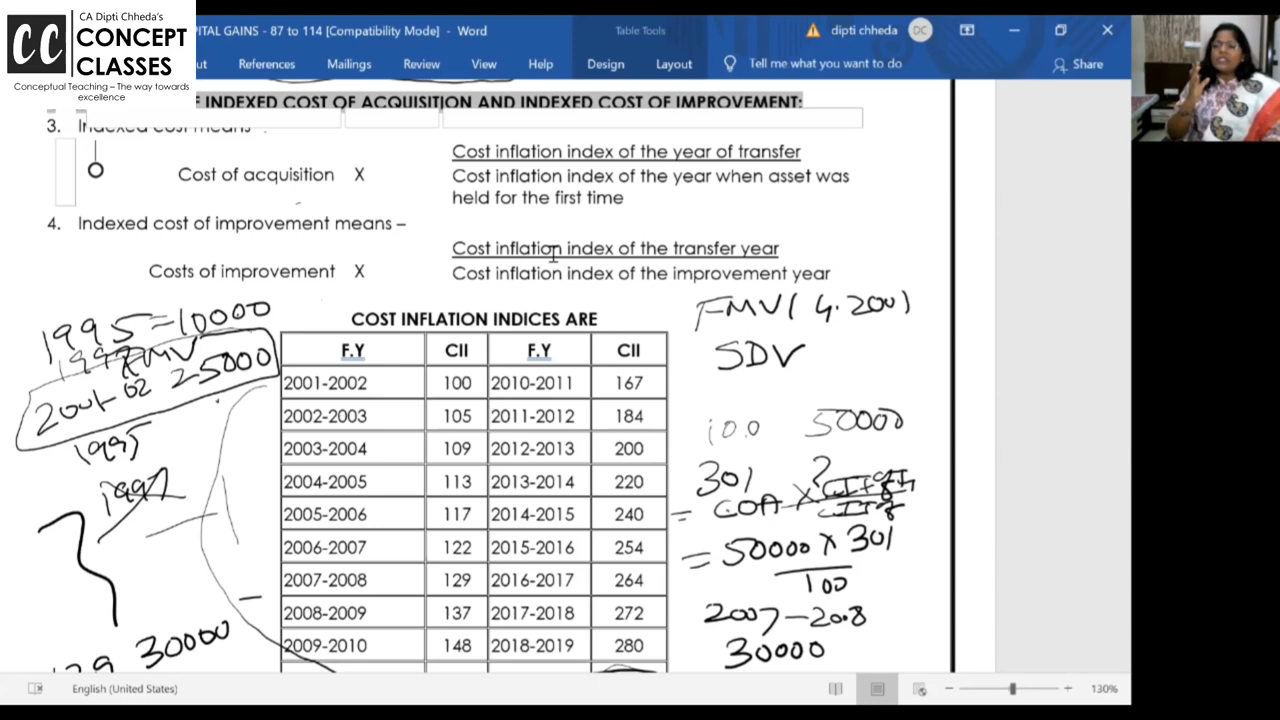 CA Dipti Chheda's
CC CONCEPT
CLASSES
Conceptual Teaching – The way towards
excellence
PITAL GAINS - 87 to 114 [Compatibility Mode] - Word
Table Tools
dipti chheda DC
out References Mailings Review View Help Design Layout Tell me what you want to do Share
E INDEXED COST OF ACQUISITION AND INDEXED COST OF IMPROVEMENT:
3. Indexed cost means
Cost of acquisition X
Cost inflation index of the year of transfer
Cost inflation index of the year when asset was
held for the first time
4. Indexed cost of improvement means –
Cost inflation index of the transfer year
Costs of improvement X
Cost inflation index of the improvement year
1995 = 10000
FMV
2001-02 25000
1995
1997
30000
COST INFLATION INDICES ARE
F.Y CII F.Y CII
2001-2002 100 2010-2011 167
2002-2003 105 2011-2012 184
2003-2004 109 2012-2013 200
2004-2005 113 2013-2014 220
2005-2006 117 2014-2015 240
2006-2007 122 2015-2016 254
2007-2008 129 2016-2017 264
2008-2009 137 2017-2018 272
2009-2010 148 2018-2019 280
FMV (4.2001)
SDV
100 50000
301 ?
= COA X
= 50000 X 301
100
2007-2008
30000
English (United States)
130%